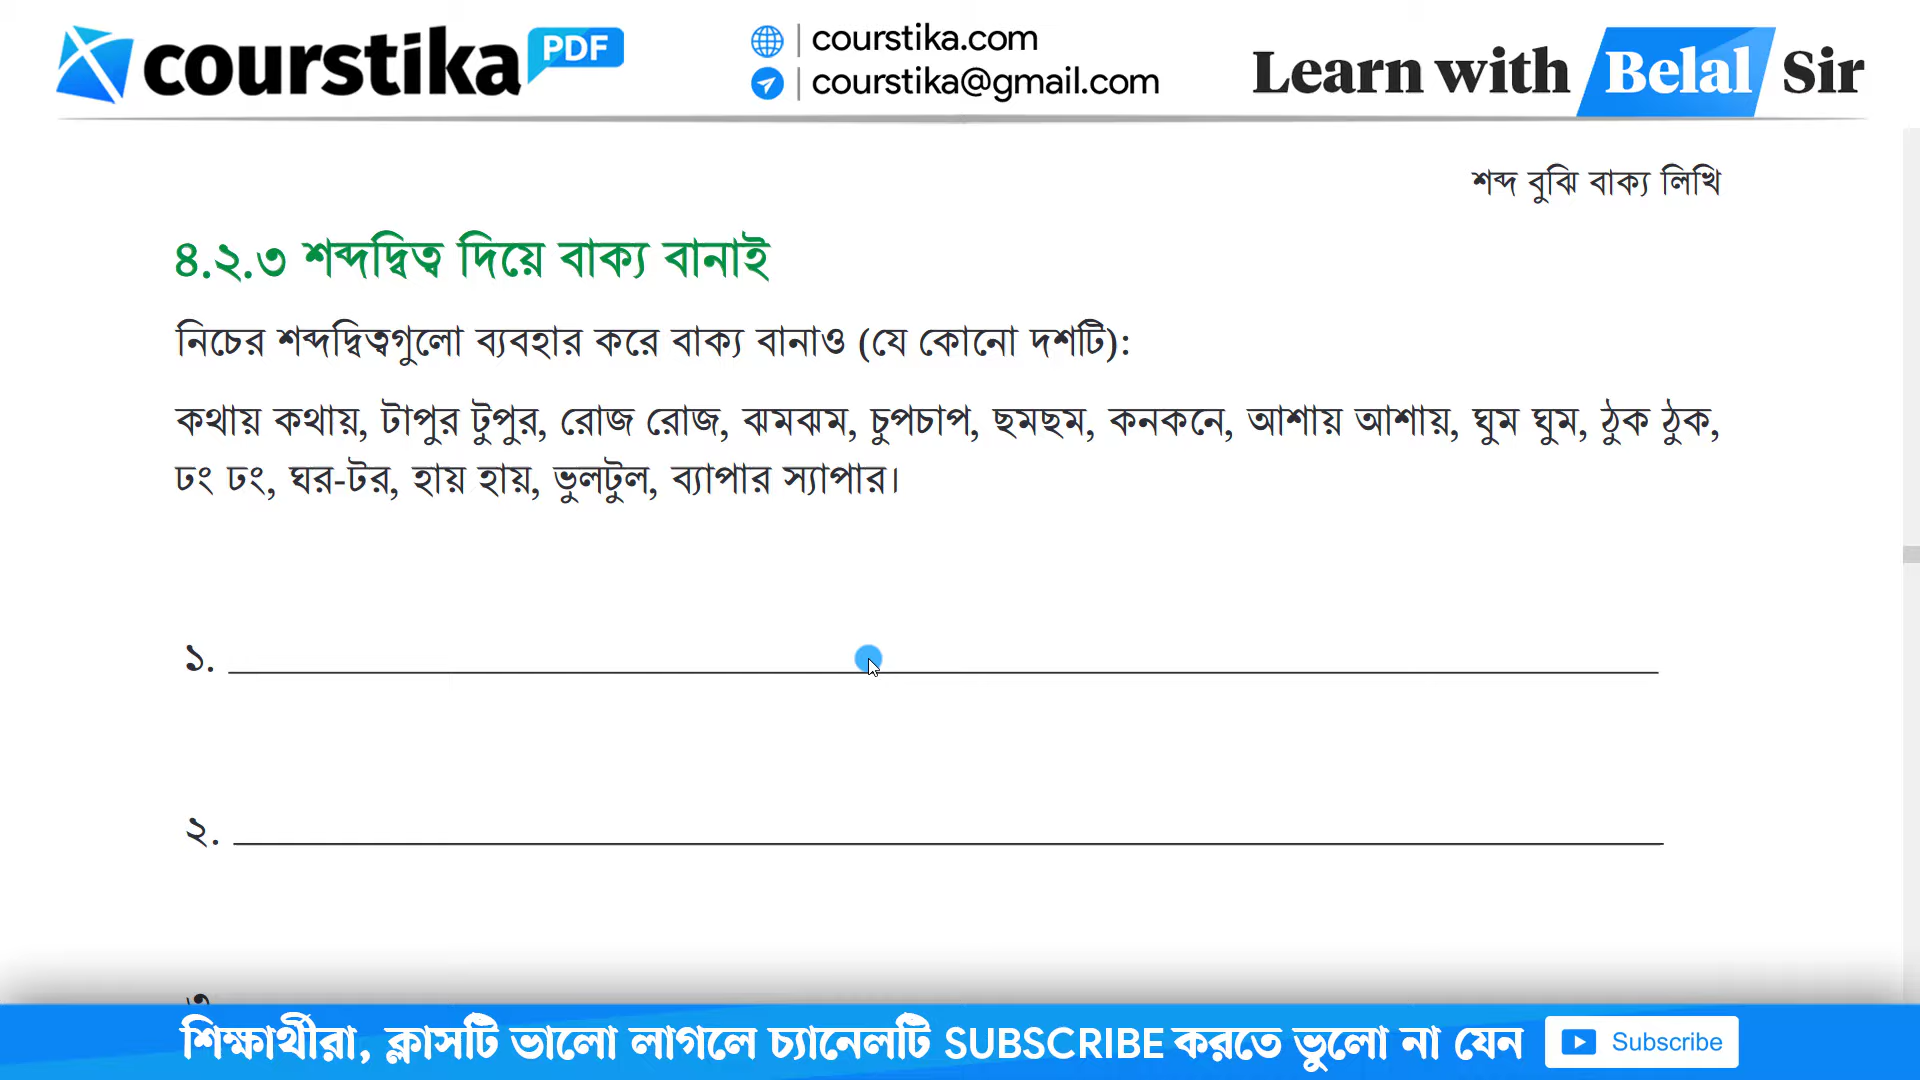 courstika PDF
courstika.com
courstika@gmail.com
Learn with Belal Sir
শব্দ বুঝি বাক্য লিখি
৪.২.৩ শব্দদ্বিত্ব দিয়ে বাক্য বানাই
নিচের শব্দদ্বিত্বগুলো ব্যবহার করে বাক্য বানাও (যে কোনো দশটি):
কথায় কথায়, টাপুর টুপুর, রোজ রোজ, ঝমঝম, চুপচাপ, ছমছম, কনকনে, আশায় আশায়, ঘুম ঘুম, ঠুক ঠুক,
ঢং ঢং, ঘর-টর, হায় হায়, ভুলটুল, ব্যাপার স্যাপার।
১.
২.
শিক্ষার্থীরা, ক্লাসটি ভালো লাগলে চ্যানেলটি SUBSCRIBE করতে ভুলো না যেন
Subscribe